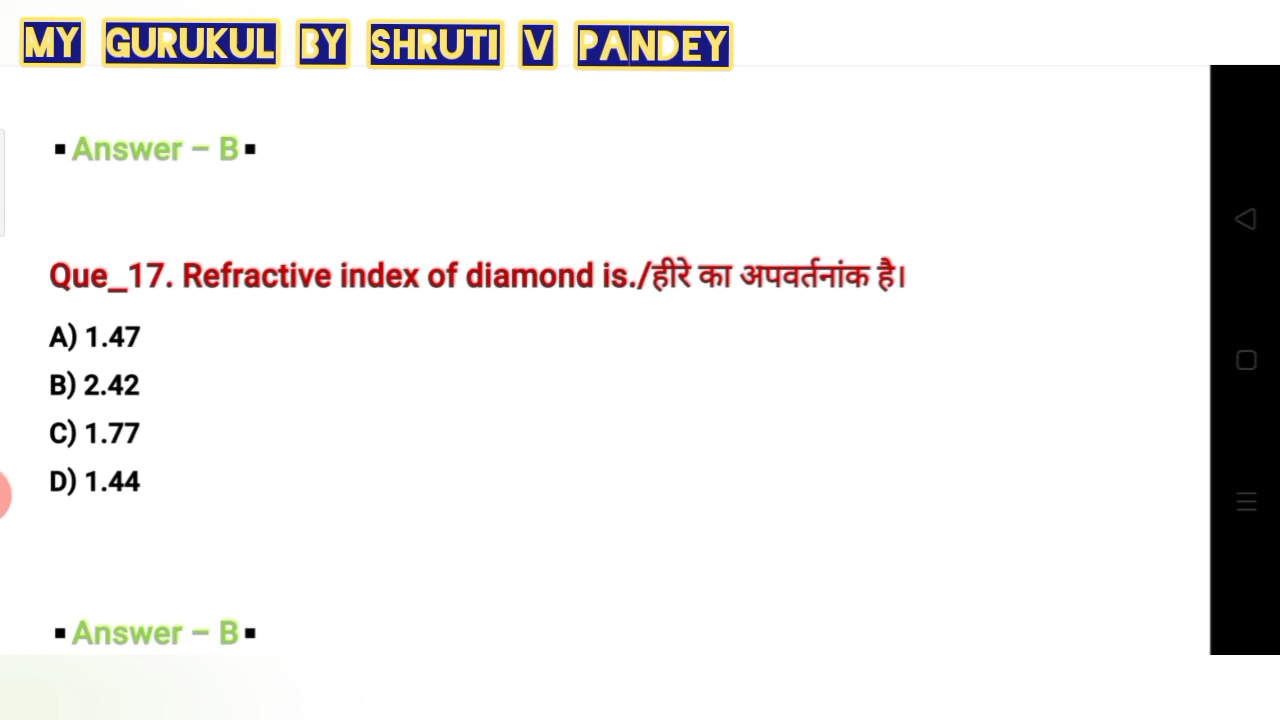 MY GURUKUL BY SHRUTI V PANDEY
▪Answer – B▪
Que_17. Refractive index of diamond is./हीरे का अपवर्तनांक है।
A) 1.47
B) 2.42
C) 1.77
D) 1.44
▪Answer – B▪